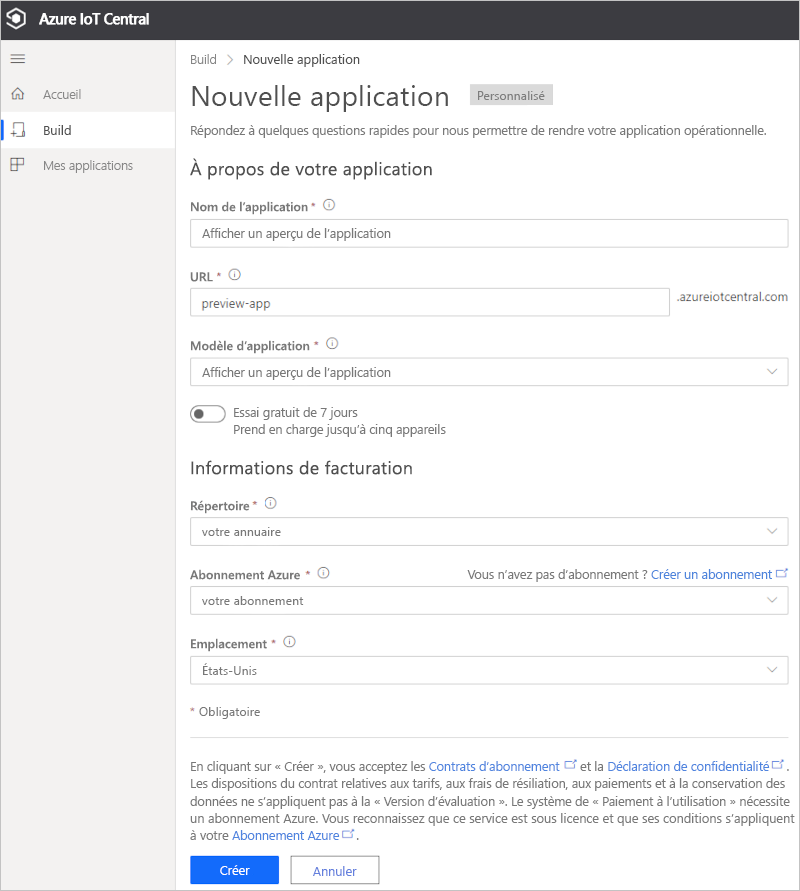 Azure IoT Central
Accueil
Build
Mes applications
Build > Nouvelle application
Nouvelle application Personnalisé
Répondez à quelques questions rapides pour nous permettre de rendre votre application opérationnelle.
À propos de votre application
Nom de l'application *
Afficher un aperçu de l'application
URL *
preview-app .azureiotcentral.com
Modèle d'application *
Afficher un aperçu de l'application
Essai gratuit de 7 jours
Prend en charge jusqu'à cinq appareils
Informations de facturation
Répertoire *
votre annuaire
Abonnement Azure * Vous n'avez pas d'abonnement ? Créer un abonnement
votre abonnement
Emplacement *
États-Unis
* Obligatoire
En cliquant sur « Créer », vous acceptez les Contrats d'abonnement et la Déclaration de confidentialité .
Les dispositions du contrat relatives aux tarifs, aux frais de résiliation, aux paiements et à la conservation des
données ne s'appliquent pas à la « Version d'évaluation ». Le système de « Paiement à l'utilisation » nécessite
un abonnement Azure. Vous reconnaissez que ce service est sous licence et que ses conditions s'appliquent
à votre Abonnement Azure .
Créer Annuler